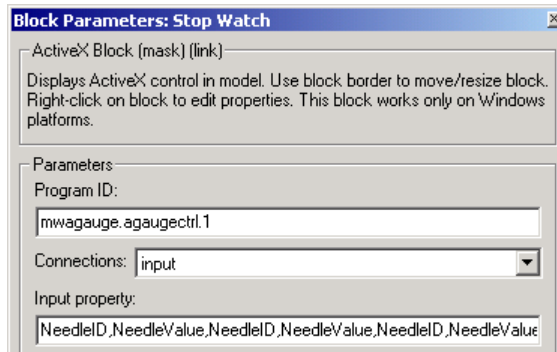 Block Parameters: Stop Watch
ActiveX Block (mask) (link)
Displays ActiveX control in model. Use block border to move/resize block.
Right-click on block to edit properties. This block works only on Windows
platforms.
Parameters
Program ID:
mwagauge.agaugectrl.1
Connections: input
Input property:
NeedleID,NeedleValue,NeedleID,NeedleValue,NeedleID,NeedleValue